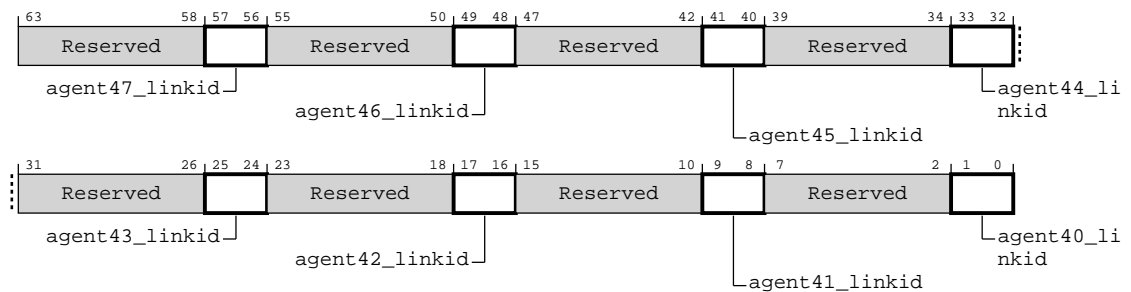 63 58 57 56 55 50 49 48 47 42 41 40 39 34 33 32
Reserved Reserved Reserved Reserved
agent47_linkid
agent46_linkid
agent45_linkid
agent44_li
nkid
31 26 25 24 23 18 17 16 15 10 9 8 7 2 1 0
Reserved Reserved Reserved Reserved
agent43_linkid
agent42_linkid
agent41_linkid
agent40_li
nkid